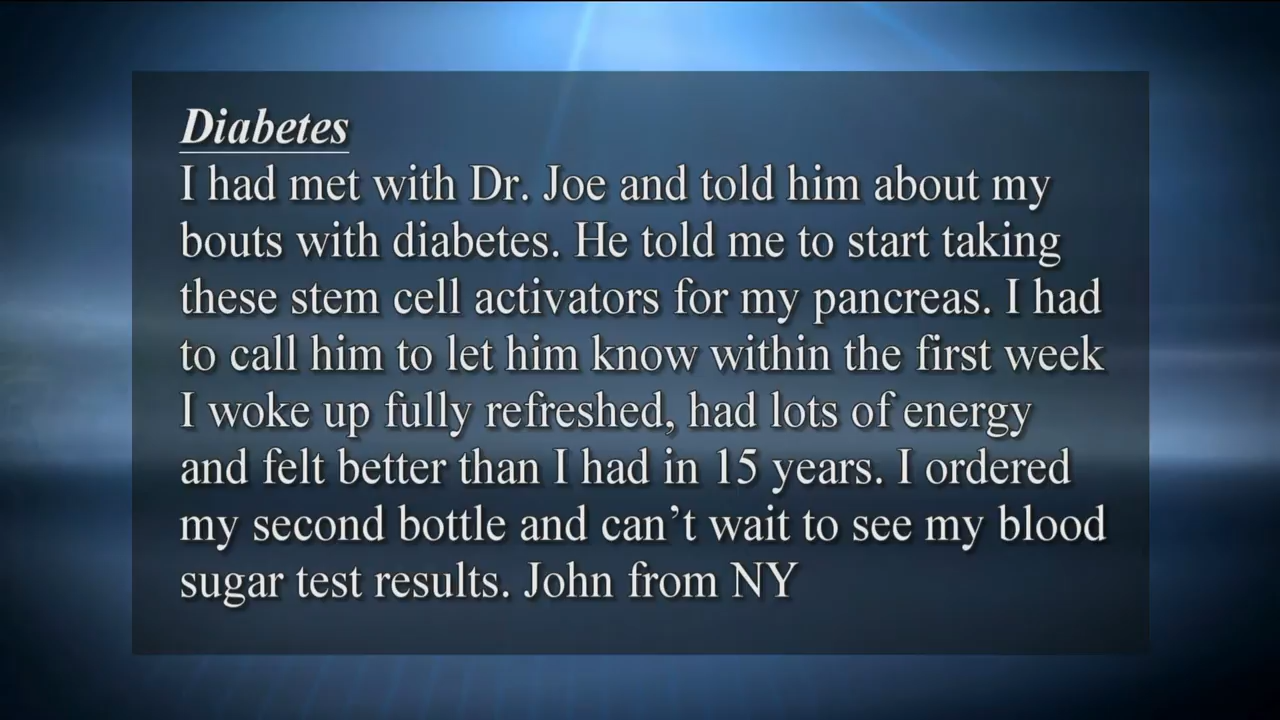 Diabetes
I had met with Dr. Joe and told him about my
bouts with diabetes. He told me to start taking
these stem cell activators for my pancreas. I had
to call him to let him know within the first week
I woke up fully refreshed, had lots of energy
and felt better than I had in 15 years. I ordered
my second bottle and can’t wait to see my blood
sugar test results. John from NY